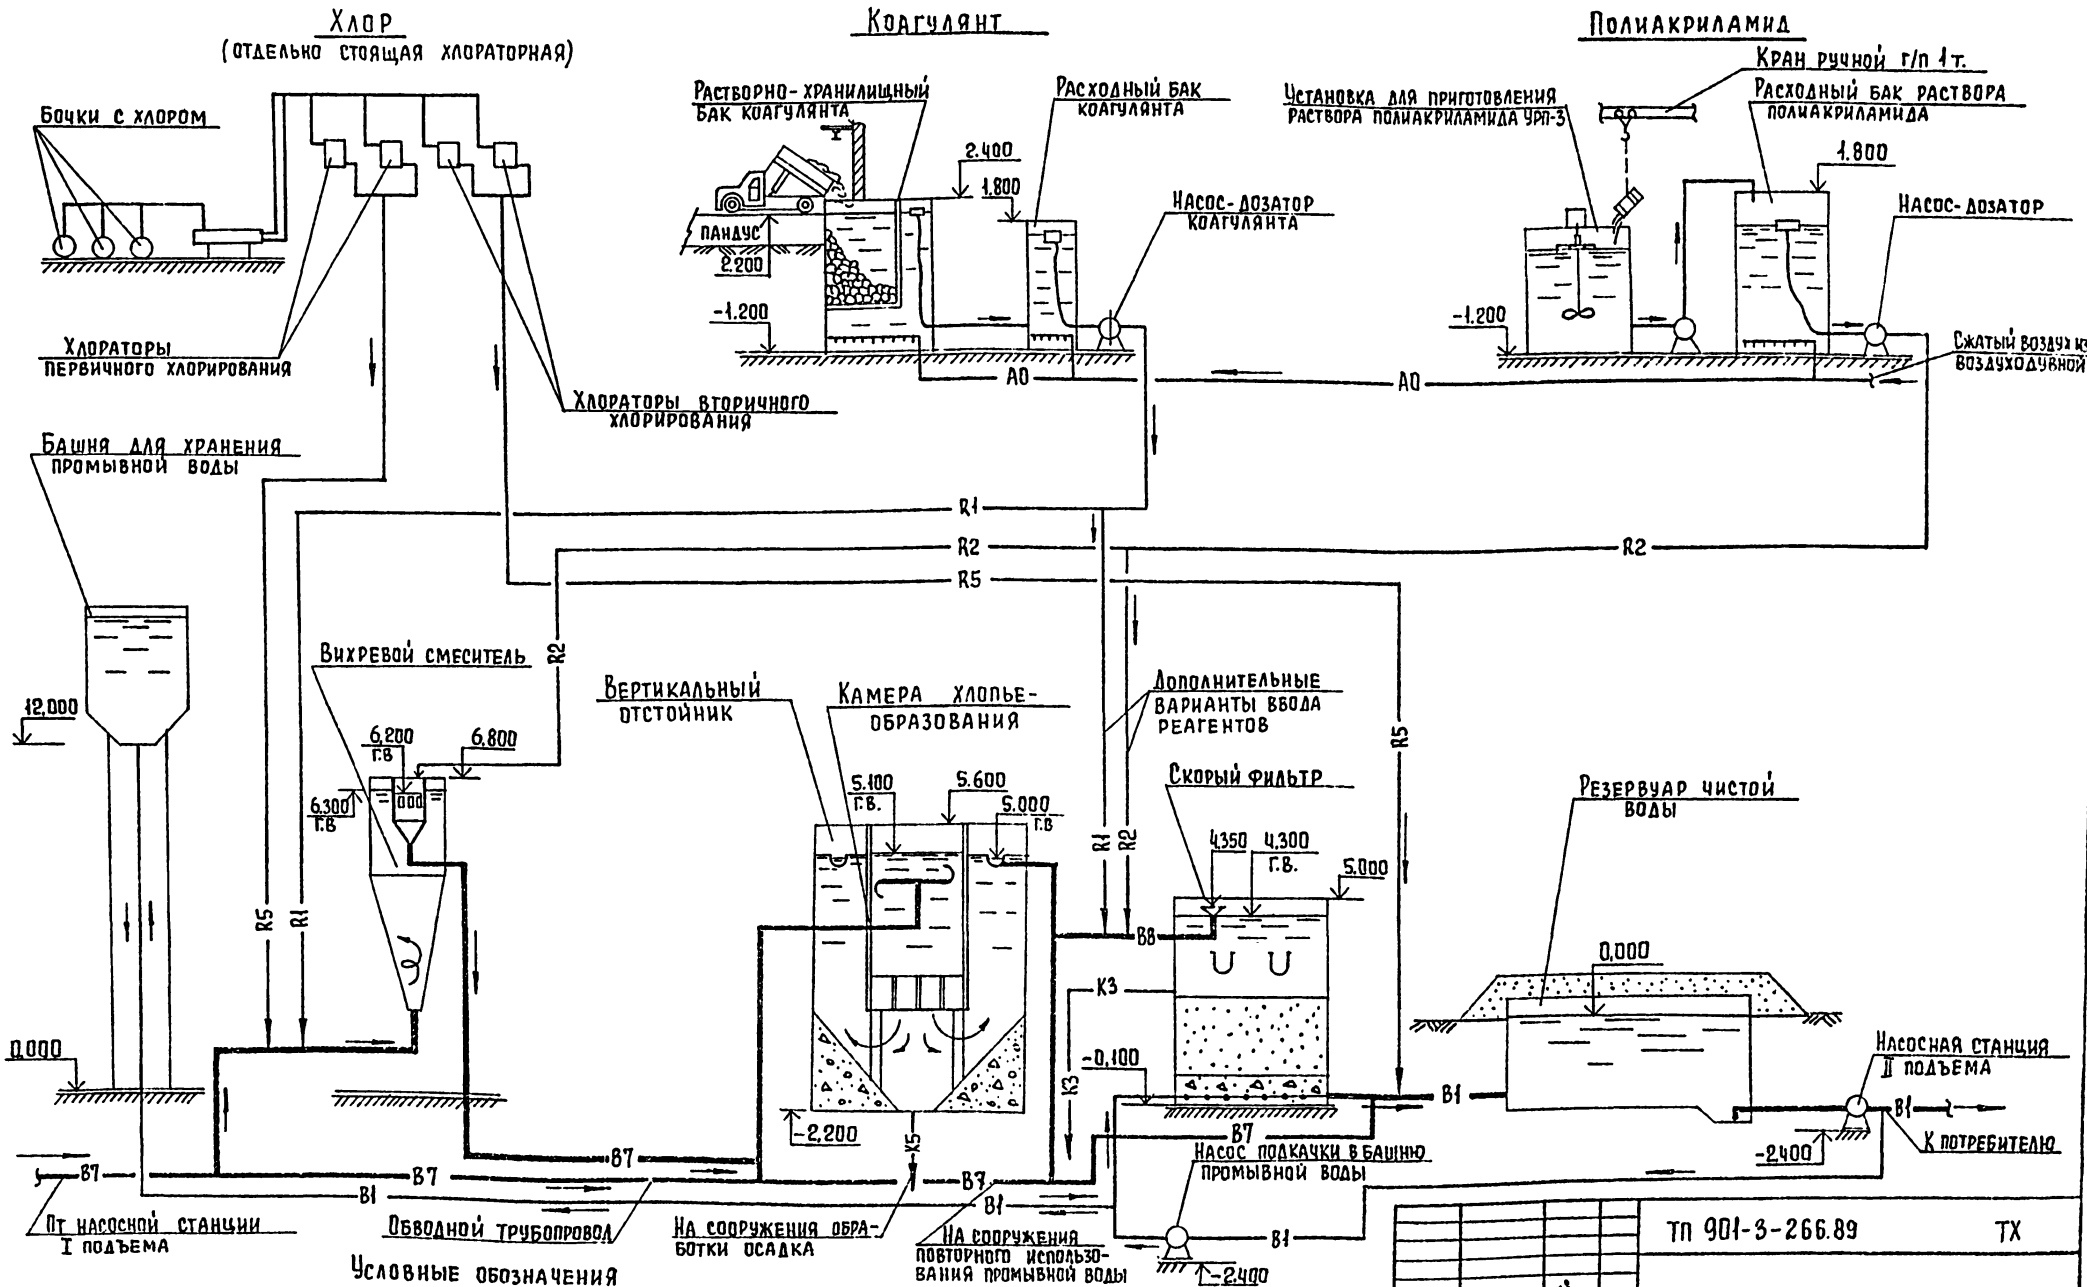 ХЛОР
(ОТДЕЛЬНО СТОЯЩАЯ ХЛОРАТОРНАЯ)
КОАГУЛЯНТ
ПОЛИАКРИЛАМИД
БОЧКИ С ХЛОРОМ
РАСТВОРНО-ХРАНИЛИЩНЫЙ
БАК КОАГУЛЯНТА
РАСХОДНЫЙ БАК
КОАГУЛЯНТА
УСТАНОВКА ДЛЯ ПРИГОТОВЛЕНИЯ
РАСТВОРА ПОЛИАКРИЛАМИДА УРП-3
КРАН РУЧНОЙ Г/П 1т.
РАСХОДНЫЙ БАК РАСТВОРА
ПОЛИАКРИЛАМИДА
2.400
1.800
1.800
НАСОС-ДОЗАТОР
КОАГУЛЯНТА
НАСОС-ДОЗАТОР
ПАНДУС
2.200
-1.200
-1.200
ХЛОРАТОРЫ
ПЕРВИЧНОГО ХЛОРИРОВАНИЯ
СЖАТЫЙ ВОЗДУХ ИЗ
ВОЗДУХОДУВНОЙ
А0
А0
ХЛОРАТОРЫ ВТОРИЧНОГО
ХЛОРИРОВАНИЯ
БАШНЯ ДЛЯ ХРАНЕНИЯ
ПРОМЫВНОЙ ВОДЫ
R1
R2
R2
R5
R2
ВИХРЕВОЙ СМЕСИТЕЛЬ
ВЕРТИКАЛЬНЫЙ
ОТСТОЙНИК
КАМЕРА ХЛОПЬЕ-
ОБРАЗОВАНИЯ
ДОПОЛНИТЕЛЬНЫЕ
ВАРИАНТЫ ВВОДА
РЕАГЕНТОВ
12,000
6,200
Г.В
6,800
6.300
Г.В
5.100
Г.В.
5.600
5.000
Г.В
СКОРЫЙ ФИЛЬТР
РЕЗЕРВУАР ЧИСТОЙ
ВОДЫ
R5
R1
R2
4.350
4.300
Г.В.
5.000
R5
R1
В8
К3
0,000
0.000
-0,100
К3
НАСОСНАЯ СТАНЦИЯ
II ПОДЪЕМА
В1
В1
-2,200
К5
В7
К ПОТРЕБИТЕЛЮ
-2.400
В7
В7
В7
В7
НАСОС ПОДКАЧКИ В БАШНЮ
ПРОМЫВНОЙ ВОДЫ
В1
В1
В1
ОТ НАСОСНОЙ СТАНЦИИ
I ПОДЪЕМА
ОБВОДНОЙ ТРУБОПРОВОД
НА СООРУЖЕНИЯ ОБРА-
БОТКИ ОСАДКА
НА СООРУЖЕНИЯ
ПОВТОРНОГО ИСПОЛЬЗО-
ВАНИЯ ПРОМЫВНОЙ ВОДЫ
-2.400
УСЛОВНЫЕ ОБОЗНАЧЕНИЯ
ТП 901-3-266.89 ТХ